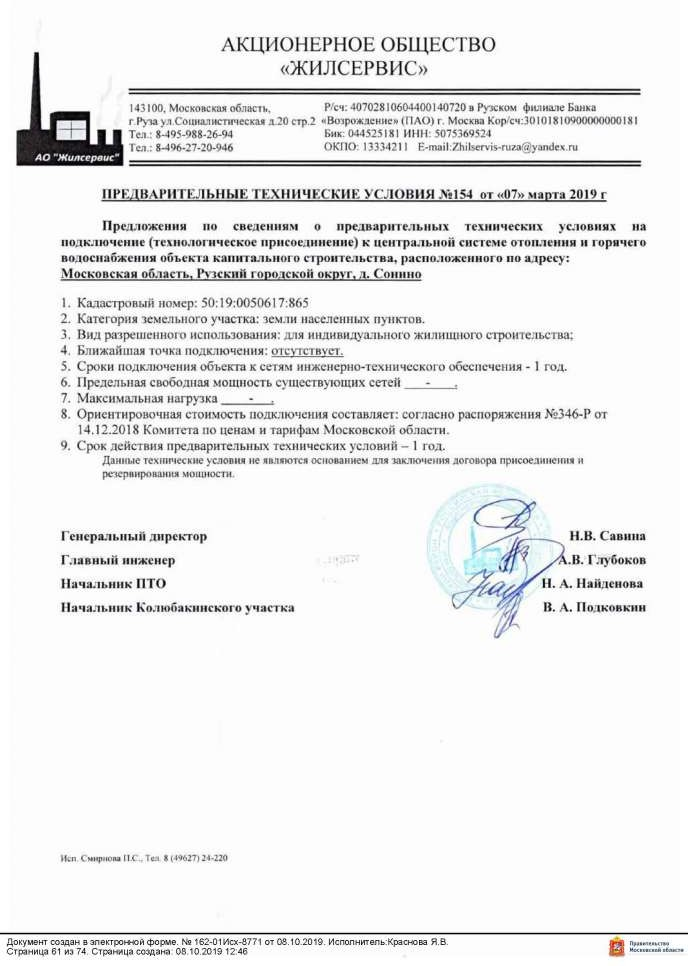 АКЦИОНЕРНОЕ ОБЩЕСТВО
«ЖИЛСЕРВИС»
АО "Жилсервис"
143100, Московская область,
г.Руза ул.Социалистическая д.20 стр.2
Тел.: 8-495-988-26-94
Тел.: 8-496-27-20-946
Р/сч: 40702810604400140720 в Рузском филиале Банка
«Возрождение» (ПАО) г. Москва Кор/сч:30101810900000000181
Бик: 044525181 ИНН: 5075369524
ОКПО: 13334211 E-mail:Zhilservis-ruza@yandex.ru
ПРЕДВАРИТЕЛЬНЫЕ ТЕХНИЧЕСКИЕ УСЛОВИЯ №154 от «07» марта 2019 г
Предложения по сведениям о предварительных технических условиях на
подключение (технологическое присоединение) к центральной системе отопления и горячего
водоснабжения объекта капитального строительства, расположенного по адресу:
Московская область, Рузский городской округ, д. Сонино
1. Кадастровый номер: 50:19:0050617:865
2. Категория земельного участка: земли населенных пунктов.
3. Вид разрешенного использования: для индивидуального жилищного строительства;
4. Ближайшая точка подключения: отсутствует.
5. Сроки подключения объекта к сетям инженерно-технического обеспечения - 1 год.
6. Предельная свободная мощность существующих сетей ___-___.
7. Максимальная нагрузка ____-__.
8. Ориентировочная стоимость подключения составляет: согласно распоряжения №346-Р от
14.12.2018 Комитета по ценам и тарифам Московской области.
9. Срок действия предварительных технических условий – 1 год.
Данные технические условия не являются основанием для заключения договора присоединения и
резервирования мощности.
Генеральный директор Н.В. Савина
Главный инженер А.В. Глубоков
Начальник ПТО Н. А. Найденова
Начальник Колюбакинского участка В. А. Подковкин
Исп. Смирнова П.С., Тел. 8 (49627) 24-220
Документ создан в электронной форме. № 162-01Исх-8771 от 08.10.2019. Исполнитель:Краснова Я.В.
Страница 61 из 74. Страница создана: 08.10.2019 12:46
Правительство
Московской области